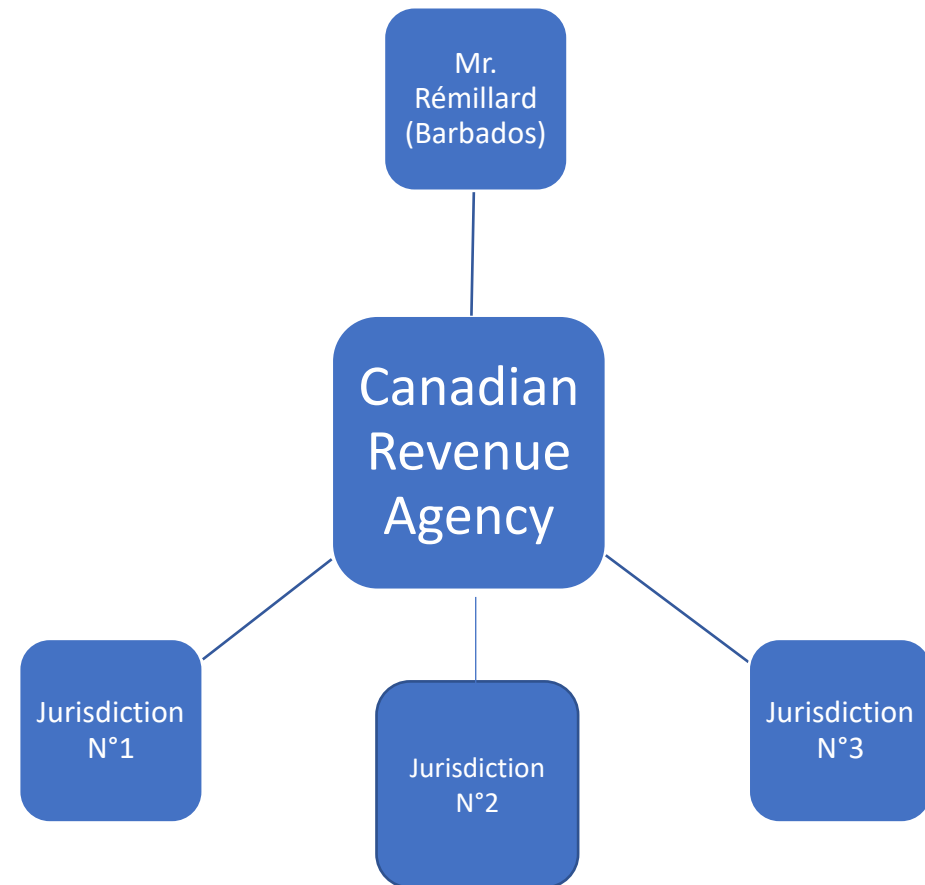 Mr.
Rémillard
(Barbados)
Canadian
Revenue
Agency
Jurisdiction
N°1
Jurisdiction
N°2
Jurisdiction
N°3